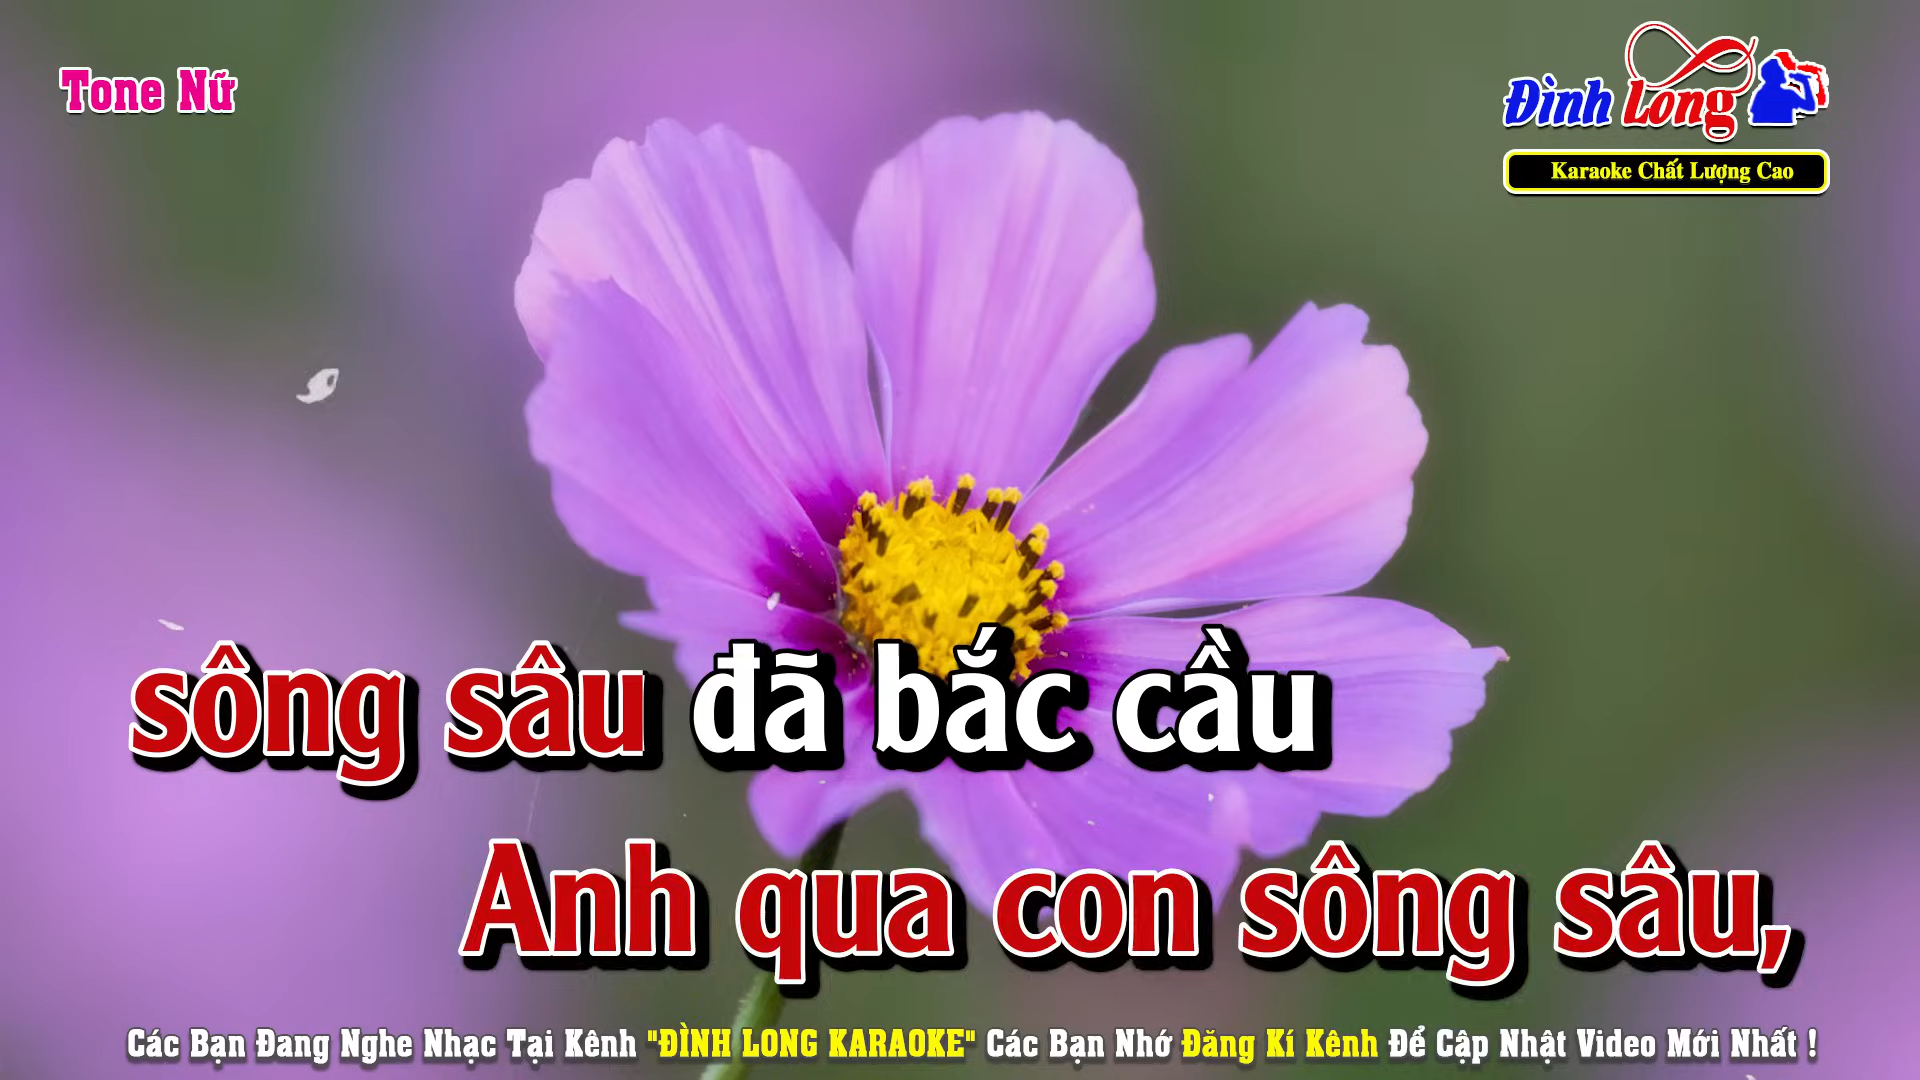 Tone Nữ
Đình Long
Karaoke Chất Lượng Cao
sông sâu đã bắc cầu
Anh qua con sông sâu,
Các Bạn Đang Nghe Nhạc Tại Kênh "ĐÌNH LONG KARAOKE" Các Bạn Nhớ Đăng Kí Kênh Để Cập Nhật Video Mới Nhất !